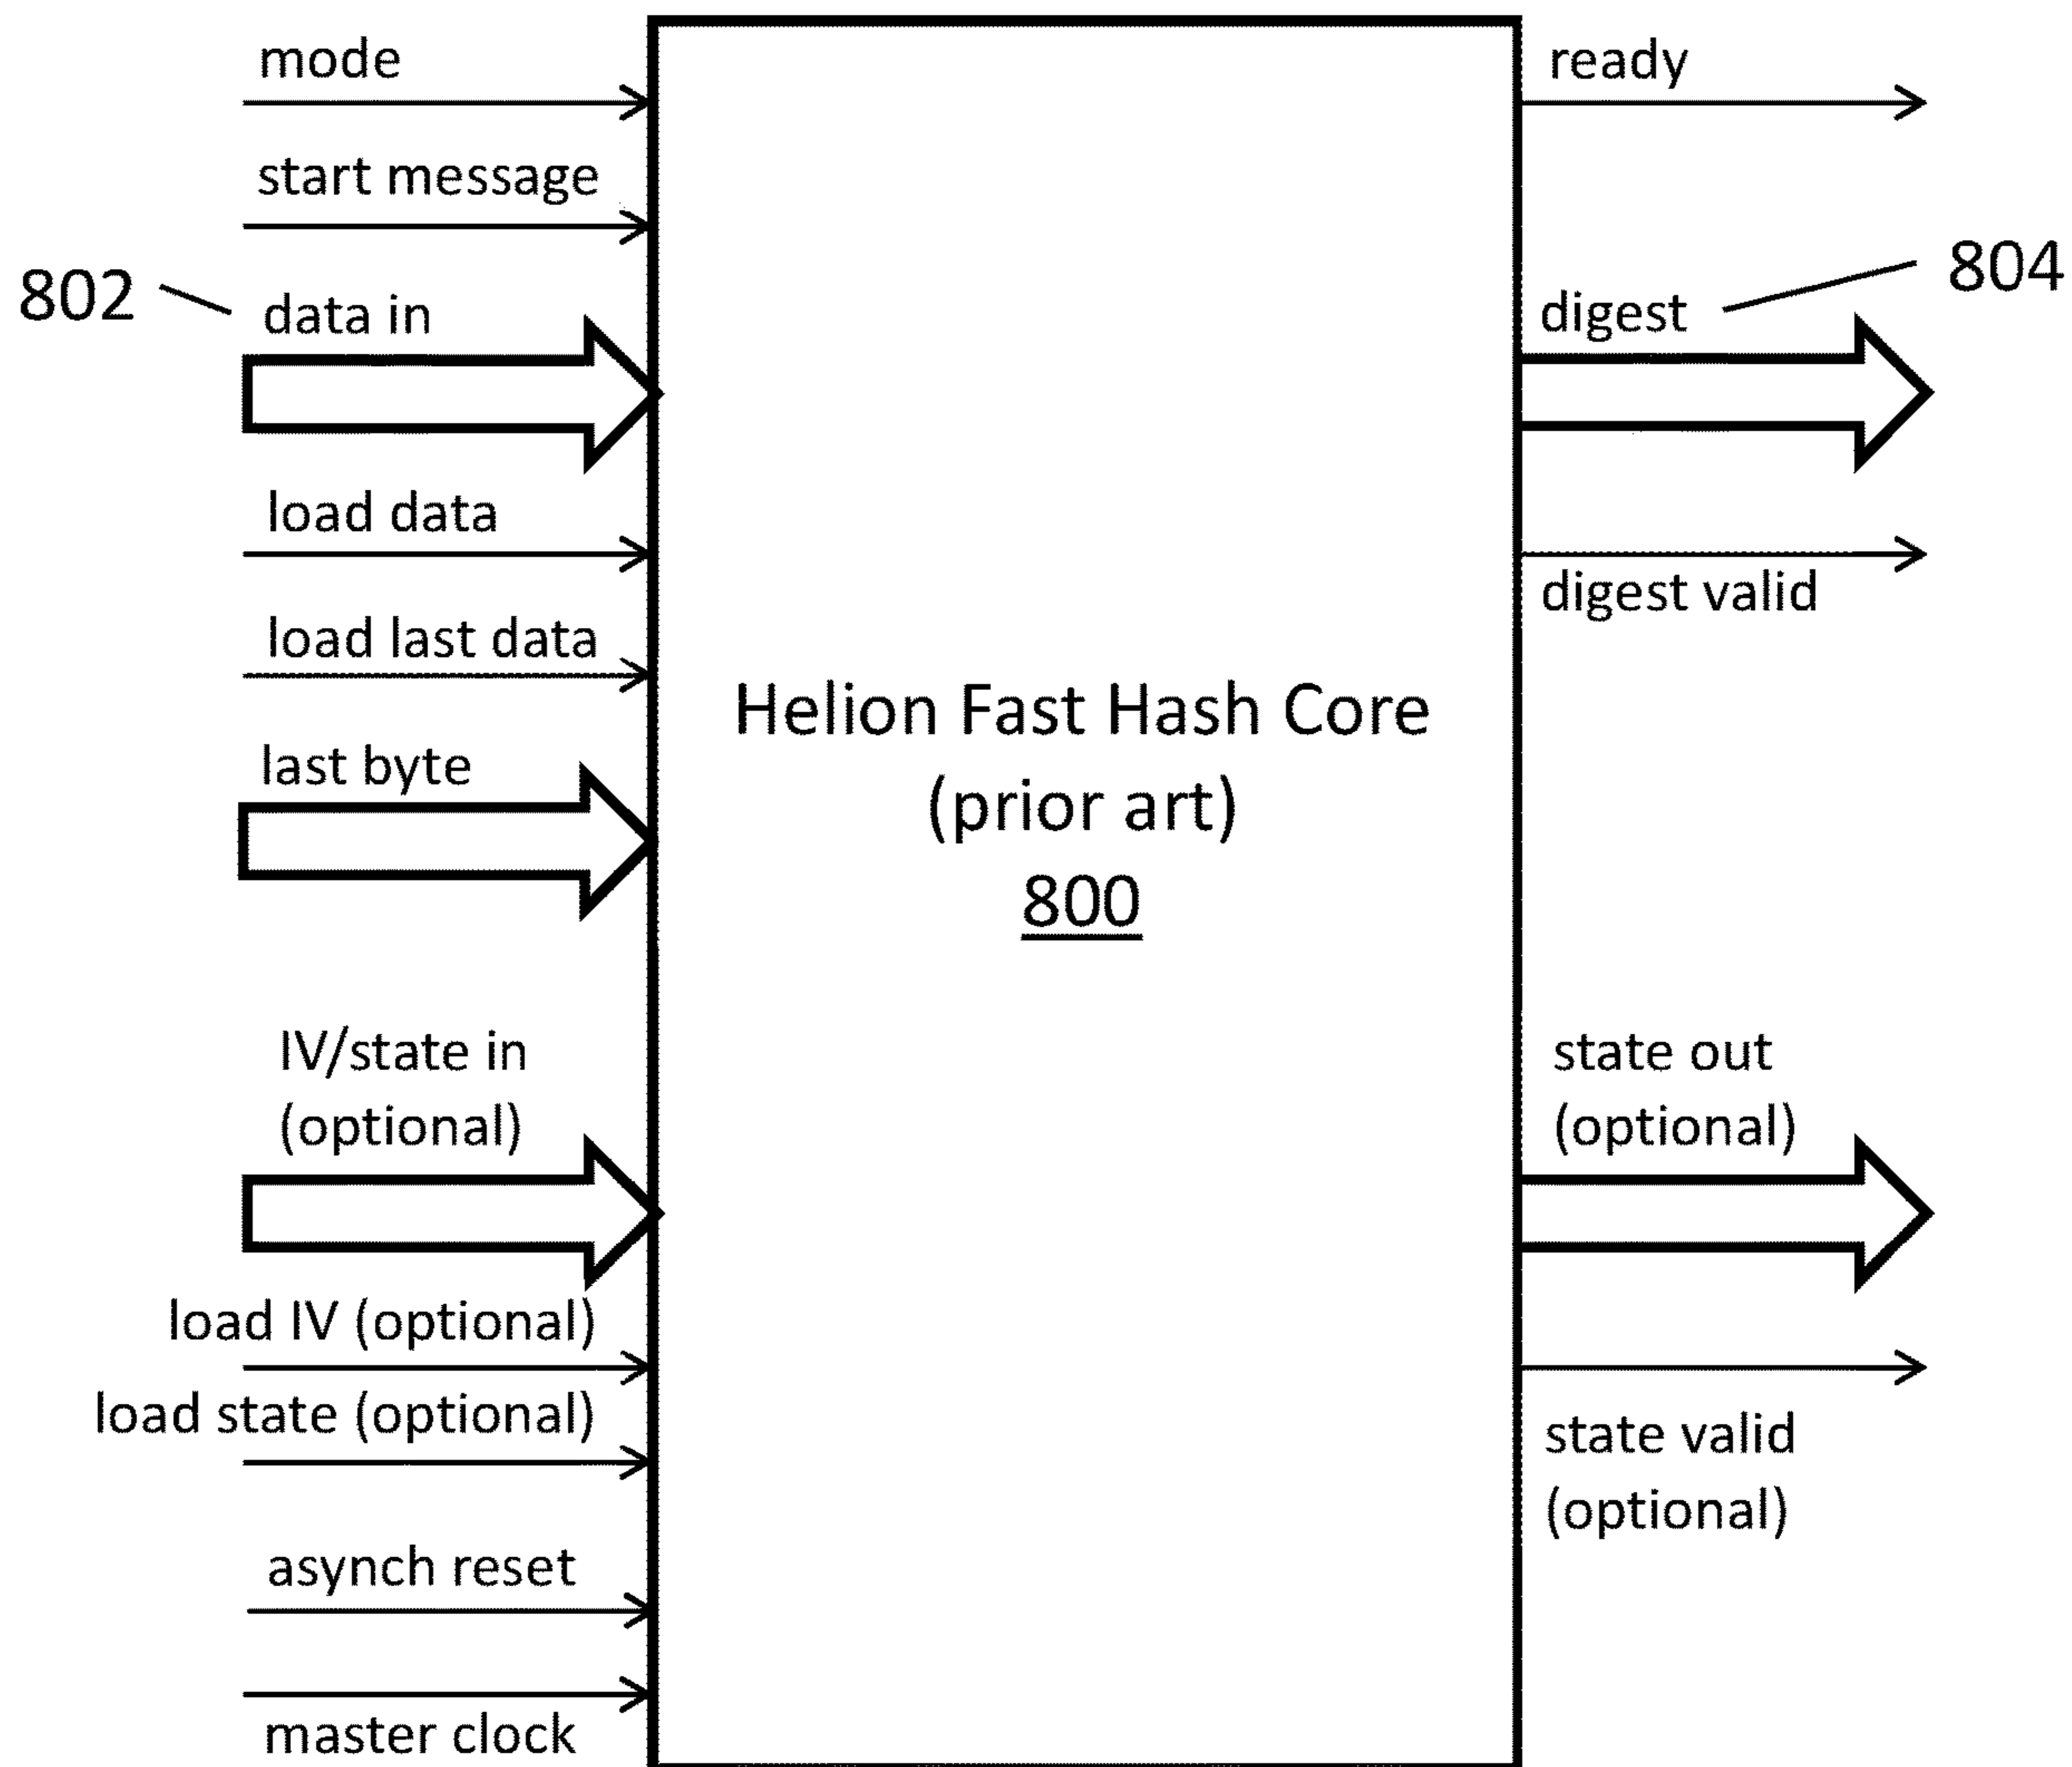 mode
start message
802
data in
load data
load last data
last byte
IV/state in
(optional)
load IV (optional)
load state (optional)
asynch reset
master clock
Helion Fast Hash Core
(prior art)
800
ready
digest
804
digest valid
state out
(optional)
state valid
(optional)